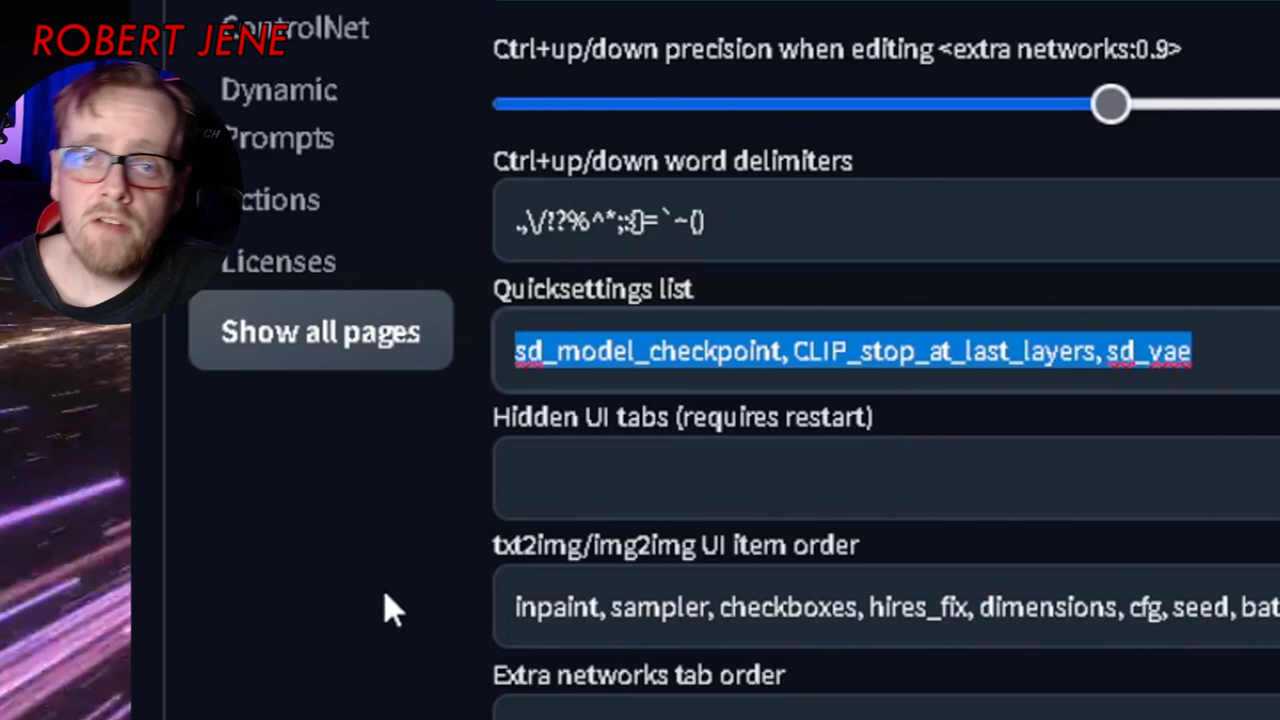 ROBERT JENE
ControlNet
Dynamic
Prompts
ctions
Licenses
Show all pages
Ctrl+up/down precision when editing <extra networks:0.9>
Ctrl+up/down word delimiters
.,\/!?%^*;:{}=`~()
Quicksettings list
sd_model_checkpoint, CLIP_stop_at_last_layers, sd_vae
Hidden UI tabs (requires restart)
txt2img/img2img UI item order
inpaint, sampler, checkboxes, hires_fix, dimensions, cfg, seed, bat
Extra networks tab order